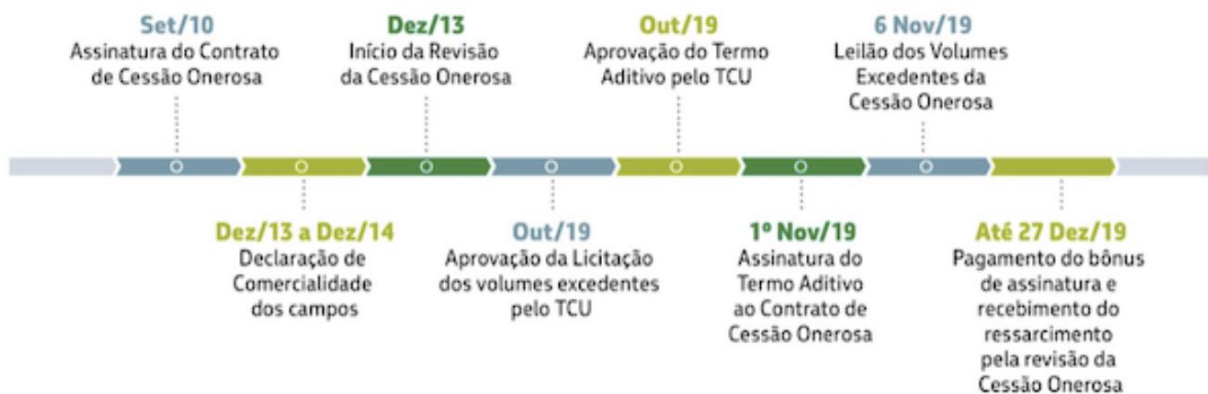 Set/10
Assinatura do Contrato
de Cessão Onerosa
Dez/13 a Dez/14
Declaração de
Comercialidade
dos campos
Dez/13
Início da Revisão
da Cessão Onerosa
Out/19
Aprovação da Licitação
dos volumes excedentes
pelo TCU
Out/19
Aprovação do Termo
Aditivo pelo TCU
1º Nov/19
Assinatura do
Termo Aditivo
ao Contrato de
Cessão Onerosa
6 Nov/19
Leilão dos Volumes
Excedentes da
Cessão Onerosa
Até 27 Dez/19
Pagamento do bônus
de assinatura e
recebimento do
ressarcimento
pela revisão da
Cessão Onerosa